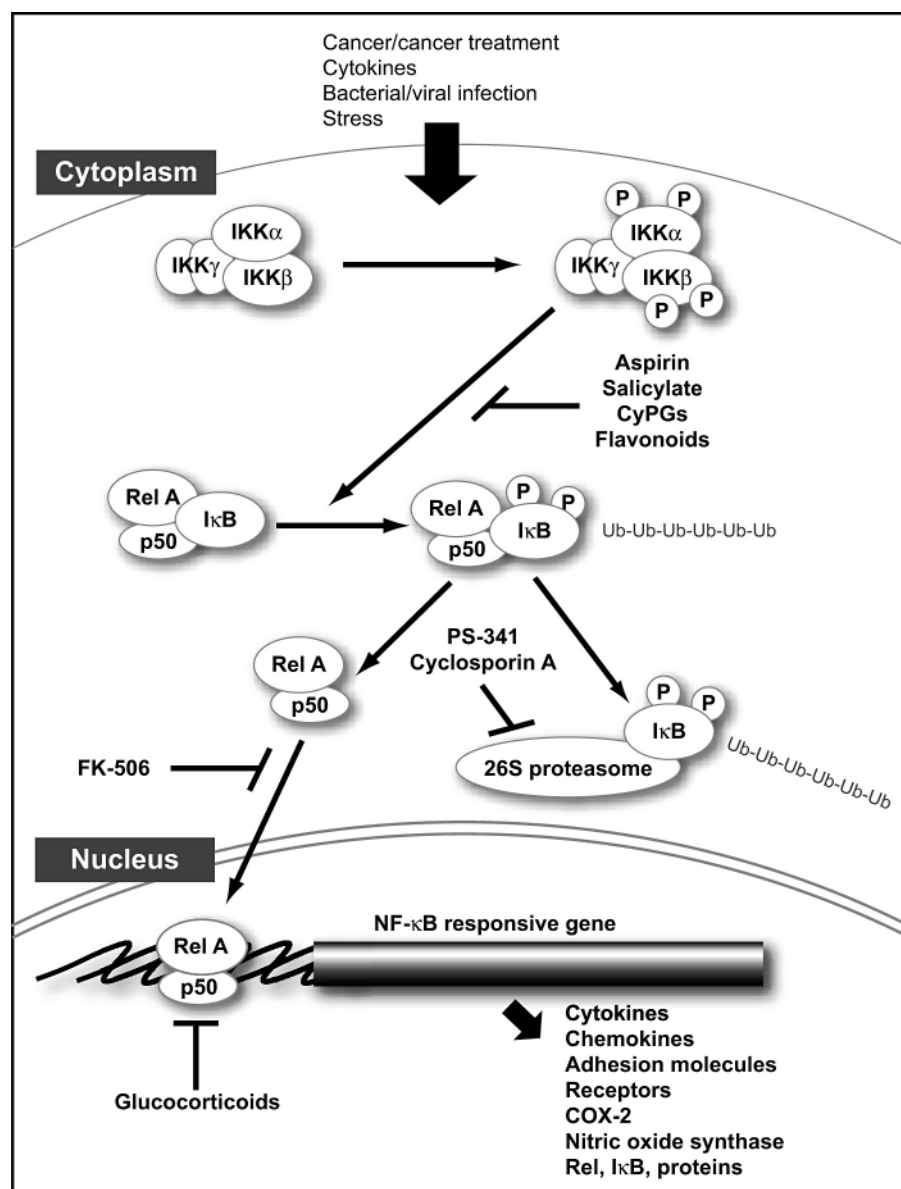 Cancer/cancer treatment
Cytokines
Bacterial/viral infection
Stress
Cytoplasm
IKKα
IKKγ
IKKβ
P
P
IKKα
IKKγ
IKKβ
P
P
Aspirin
Salicylate
CyPGs
Flavonoids
Rel A
IκB
p50
P
P
Rel A
IκB
p50
Ub-Ub-Ub-Ub-Ub-Ub
PS-341
Cyclosporin A
Rel A
p50
P
P
IκB
26S proteasome
Ub-Ub-Ub-Ub-Ub-Ub
FK-506
Nucleus
NF-κB responsive gene
Rel A
p50
Glucocorticoids
Cytokines
Chemokines
Adhesion molecules
Receptors
COX-2
Nitric oxide synthase
Rel, IκB, proteins